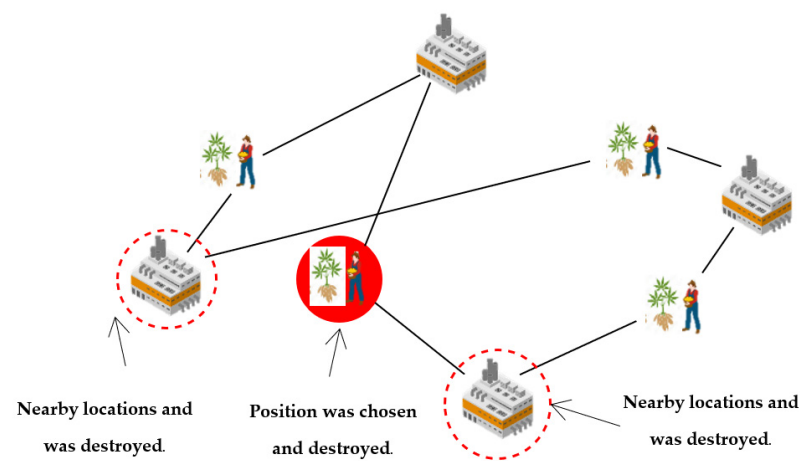 Nearby locations and
was destroyed.
Position was chosen
and destroyed.
Nearby locations and
was destroyed.